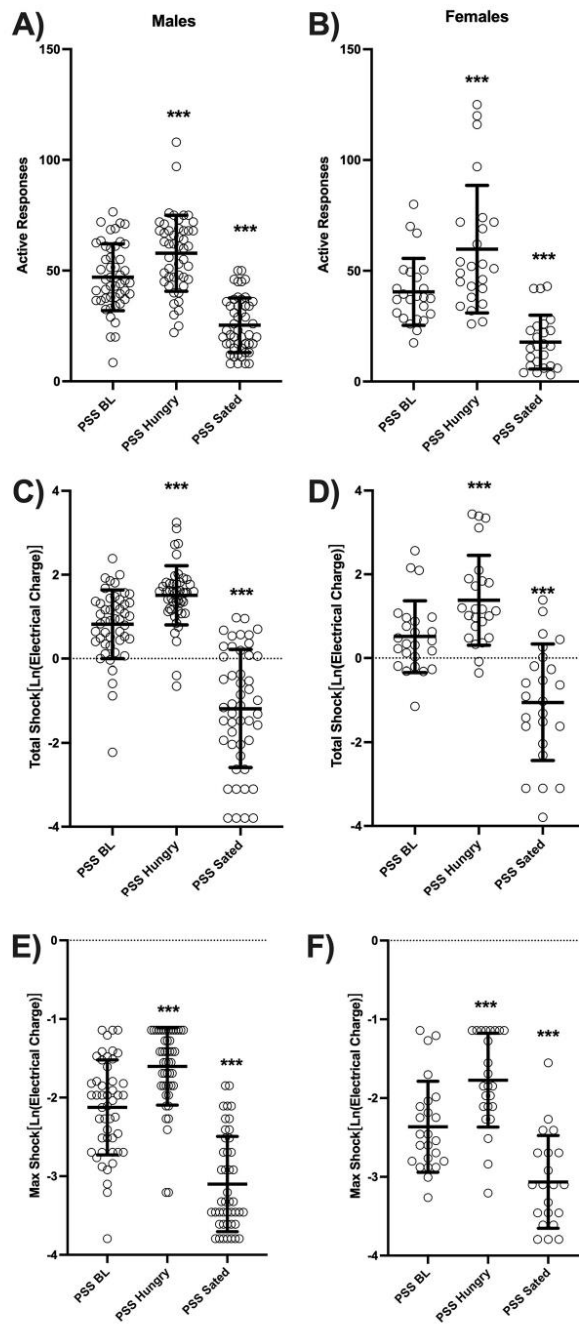 Males
Females
A)
B)
150
100
50
0
Active Responses
***
***
PSS BL
PSS Hungry
PSS Sated
150
100
50
0
Active Responses
***
***
PSS BL
PSS Hungry
PSS Sated
C)
D)
4
2
0
-2
-4
Total Shock[Ln(Electrical Charge)]
***
***
PSS BL
PSS Hungry
PSS Sated
4
2
0
-2
-4
Total Shock[Ln(Electrical Charge)]
***
***
PSS BL
PSS Hungry
PSS Sated
E)
F)
0
-1
-2
-3
-4
Max Shock[Ln(Electrical Charge)]
***
***
PSS BL
PSS Hungry
PSS Sated
0
-1
-2
-3
-4
Max Shock[Ln(Electrical Charge)]
***
***
PSS BL
PSS Hungry
PSS Sated